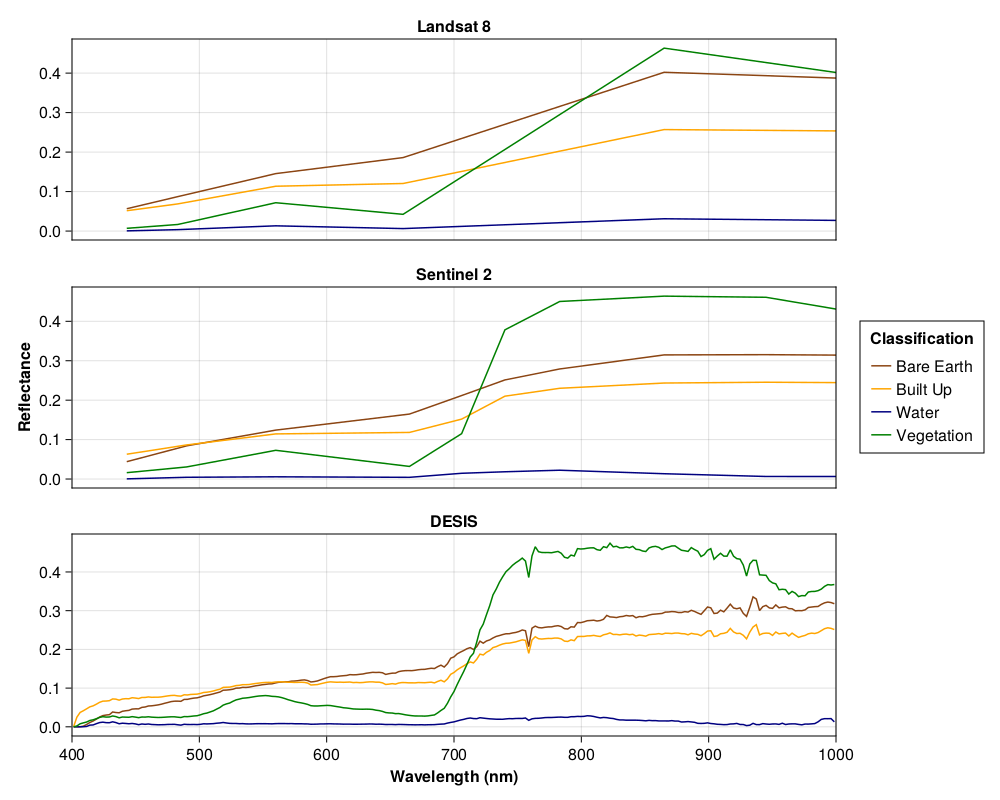 Landsat 8
0.4
0.3
0.2
0.1
0.0
Sentinel 2
0.4
0.3
0.2
0.1
0.0
Reflectance
Classification
Bare Earth
Built Up
Water
Vegetation
DESIS
0.4
0.3
0.2
0.1
0.0
400 500 600 700 800 900 1000
Wavelength (nm)